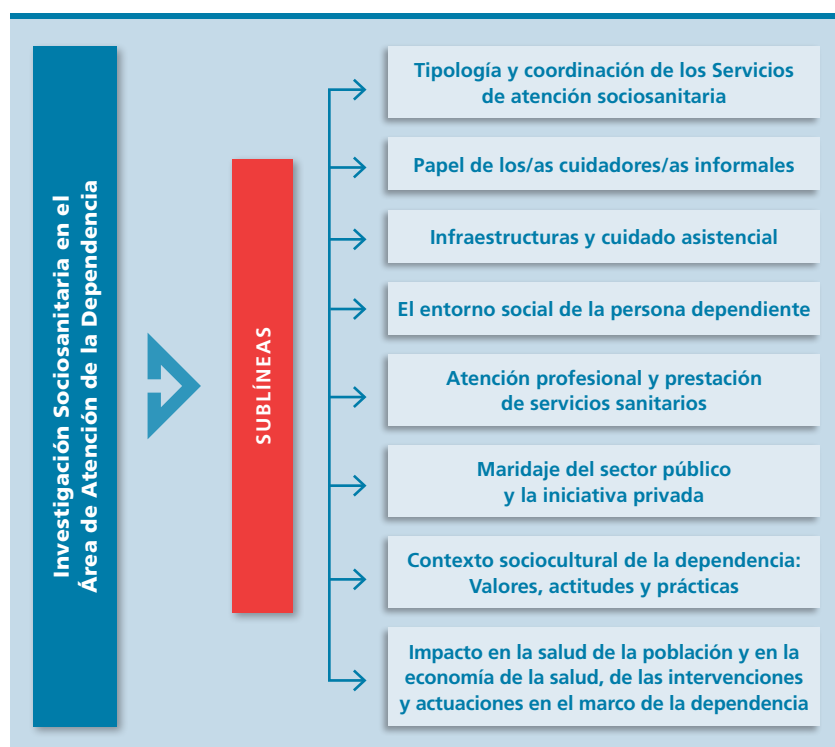 Investigación Sociosanitaria en el
Área de Atención de la Dependencia
SUBLÍNEAS
Tipología y coordinación de los Servicios
de atención sociosanitaria
Papel de los/as cuidadores/as informales
Infraestructuras y cuidado asistencial
El entorno social de la persona dependiente
Atención profesional y prestación
de servicios sanitarios
Maridaje del sector público
y la iniciativa privada
Contexto sociocultural de la dependencia:
Valores, actitudes y prácticas
Impacto en la salud de la población y en la
economía de la salud, de las intervenciones
y actuaciones en el marco de la dependencia